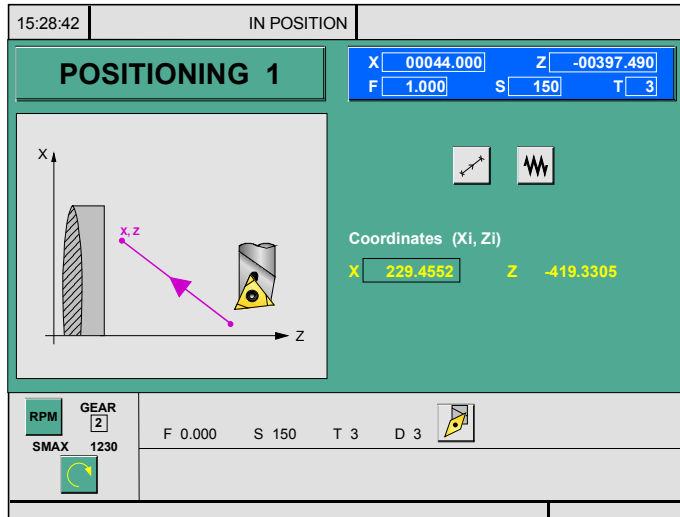 15:28:42 IN POSITION
POSITIONING 1
X 00044.000 Z -00397.490
F 1.000 S 150 T 3
X
X, Z
Z
Coordinates (Xi, Zi)
X 229.4552 Z -419.3305
RPM GEAR
2
SMAX 1230
F 0.000 S 150 T 3 D 3